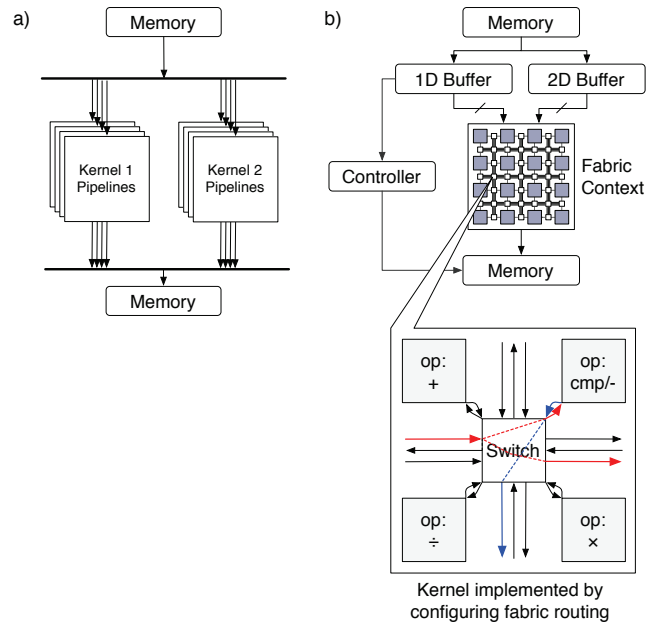 a)
Memory
Kernel 1
Pipelines
Kernel 2
Pipelines
Memory
b)
Memory
1D Buffer
2D Buffer
Controller
Fabric
Context
Memory
op:
+
op:
cmp/-
Switch
op:
÷
op:
×
Kernel implemented by
configuring fabric routing